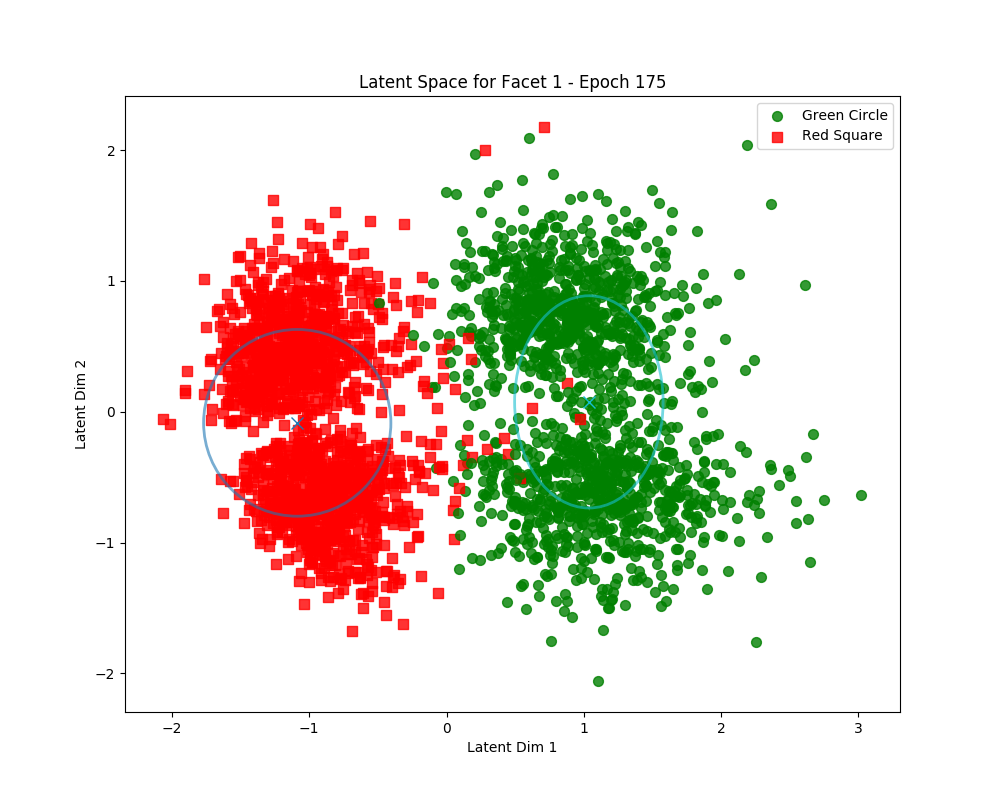 Latent Space for Facet 1 - Epoch 175
Green Circle
Red Square
2
1
0
−1
−2
Latent Dim 2
−2
−1
0
1
2
3
Latent Dim 1